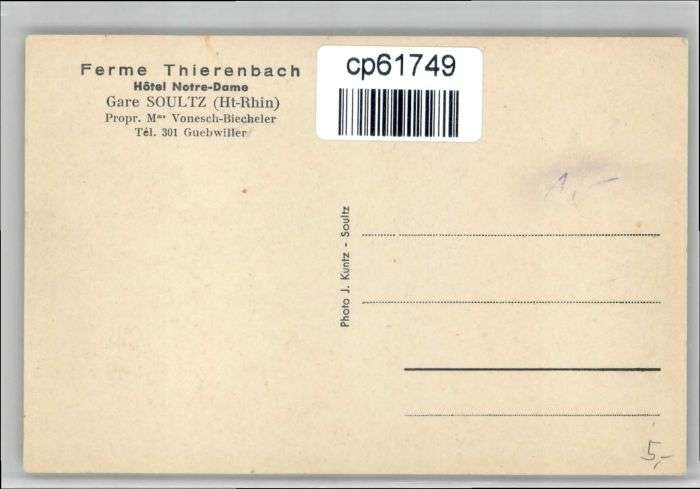 Ferme Thierenbach
Hôtel Notre-Dame
Gare SOULTZ (Ht-Rhin)
Propr. Mme Vonesch-Biecheler
Tél. 301 Guebwiller
cp61749
Photo J. Kuntz - Soultz
1,-
5,-